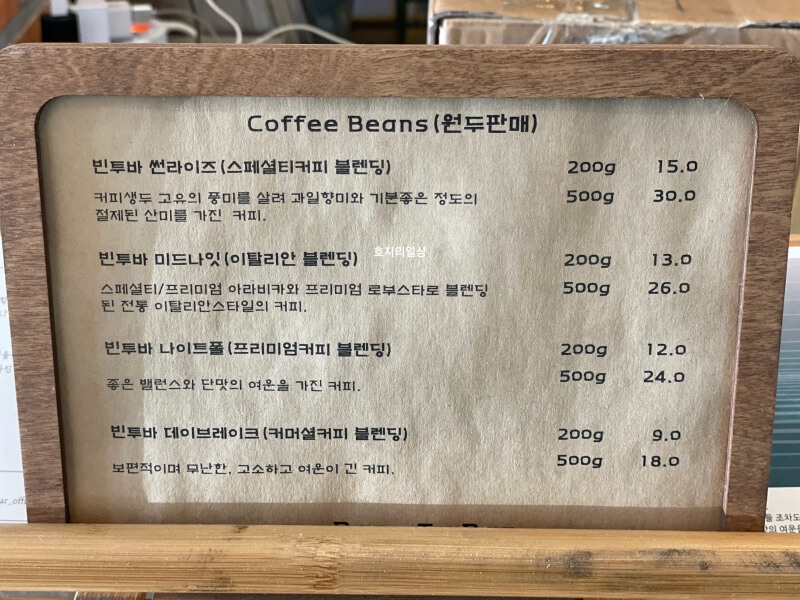 Coffee Beans(원두판매)
빈투바 썬라이즈(스페셜티커피 블렌딩) 200g 15.0
커피생두 고유의 풍미를 살려 과일향미와 기분좋은 정도의 500g 30.0
절제된 산미를 가진 커피.
호지의일상
빈투바 미드나잇(이탈리안 블렌딩) 200g 13.0
스페셜티/프리미엄 아라비카와 프리미엄 로부스타로 블렌딩 500g 26.0
된 전통 이탈리안스타일의 커피.
빈투바 나이트폴(프리미엄커피 블렌딩) 200g 12.0
좋은 밸런스와 단맛의 여운을 가진 커피. 500g 24.0
빈투바 데이브레이크(커머셜커피 블렌딩) 200g 9.0
보편적이며 무난한, 고소하고 여운이 긴 커피. 500g 18.0